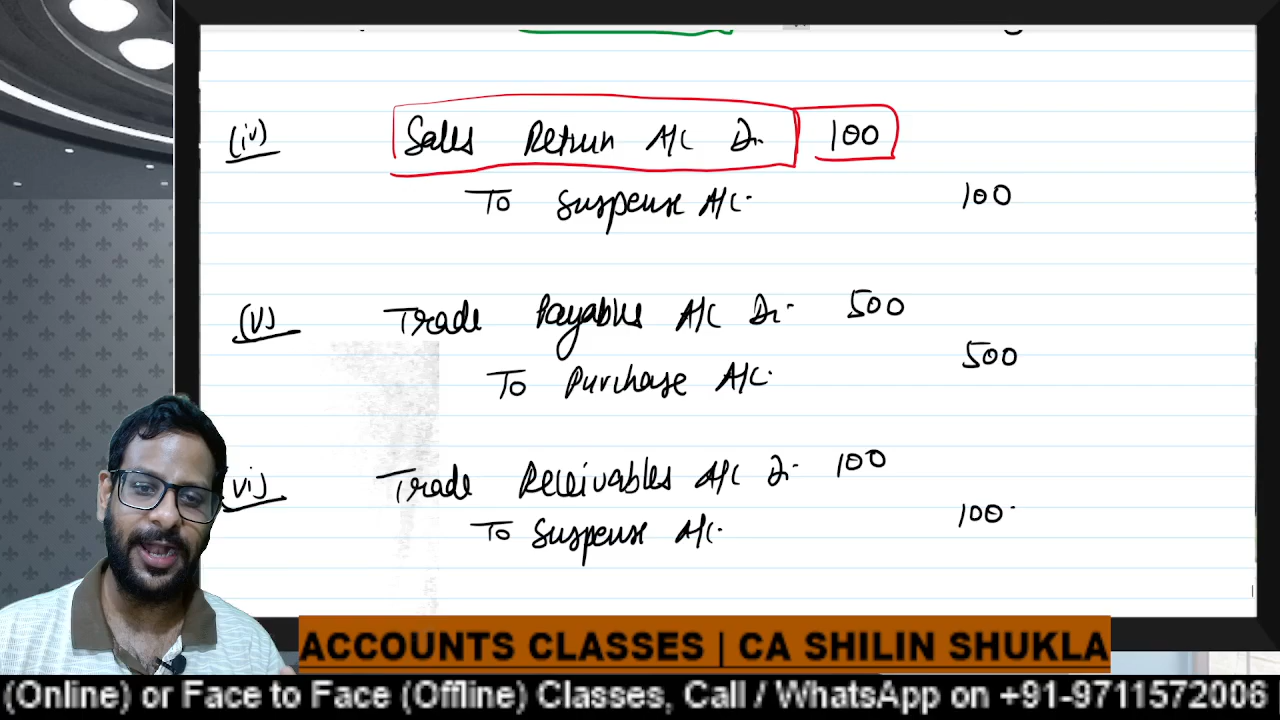 (iv) Sales Retrun A/C Dr. 100
To Suspense A/C. 100
(v) Trade Payables A/C Dr. 500
To Purchase A/C. 500
(vi) Trade Receivables A/C Dr. 100
To Suspense A/C. 100
ACCOUNTS CLASSES | CA SHILIN SHUKLA
(Online) or Face to Face (Offline) Classes, Call / WhatsApp on +91-9711572006